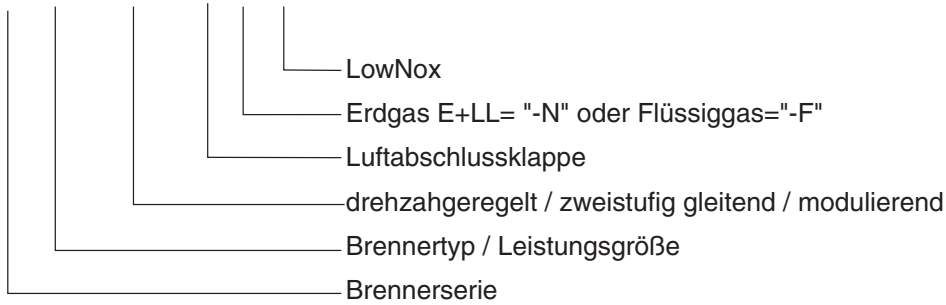 LowNox
Erdgas E+LL= "-N" oder Flüssiggas="-F"
Luftabschlussklappe
drehzahgeregelt / zweistufig gleitend / modulierend
Brennertyp / Leistungsgröße
Brennerserie